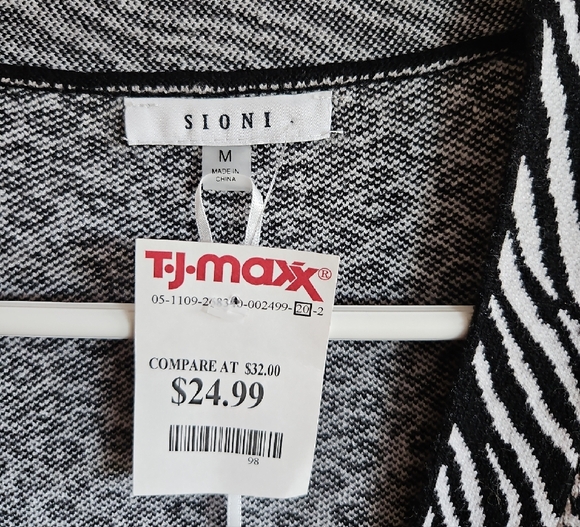 SIONI
M
MADE IN
CHINA
T·J·maxx®
COMPARE AT $32.00
$24.99
98